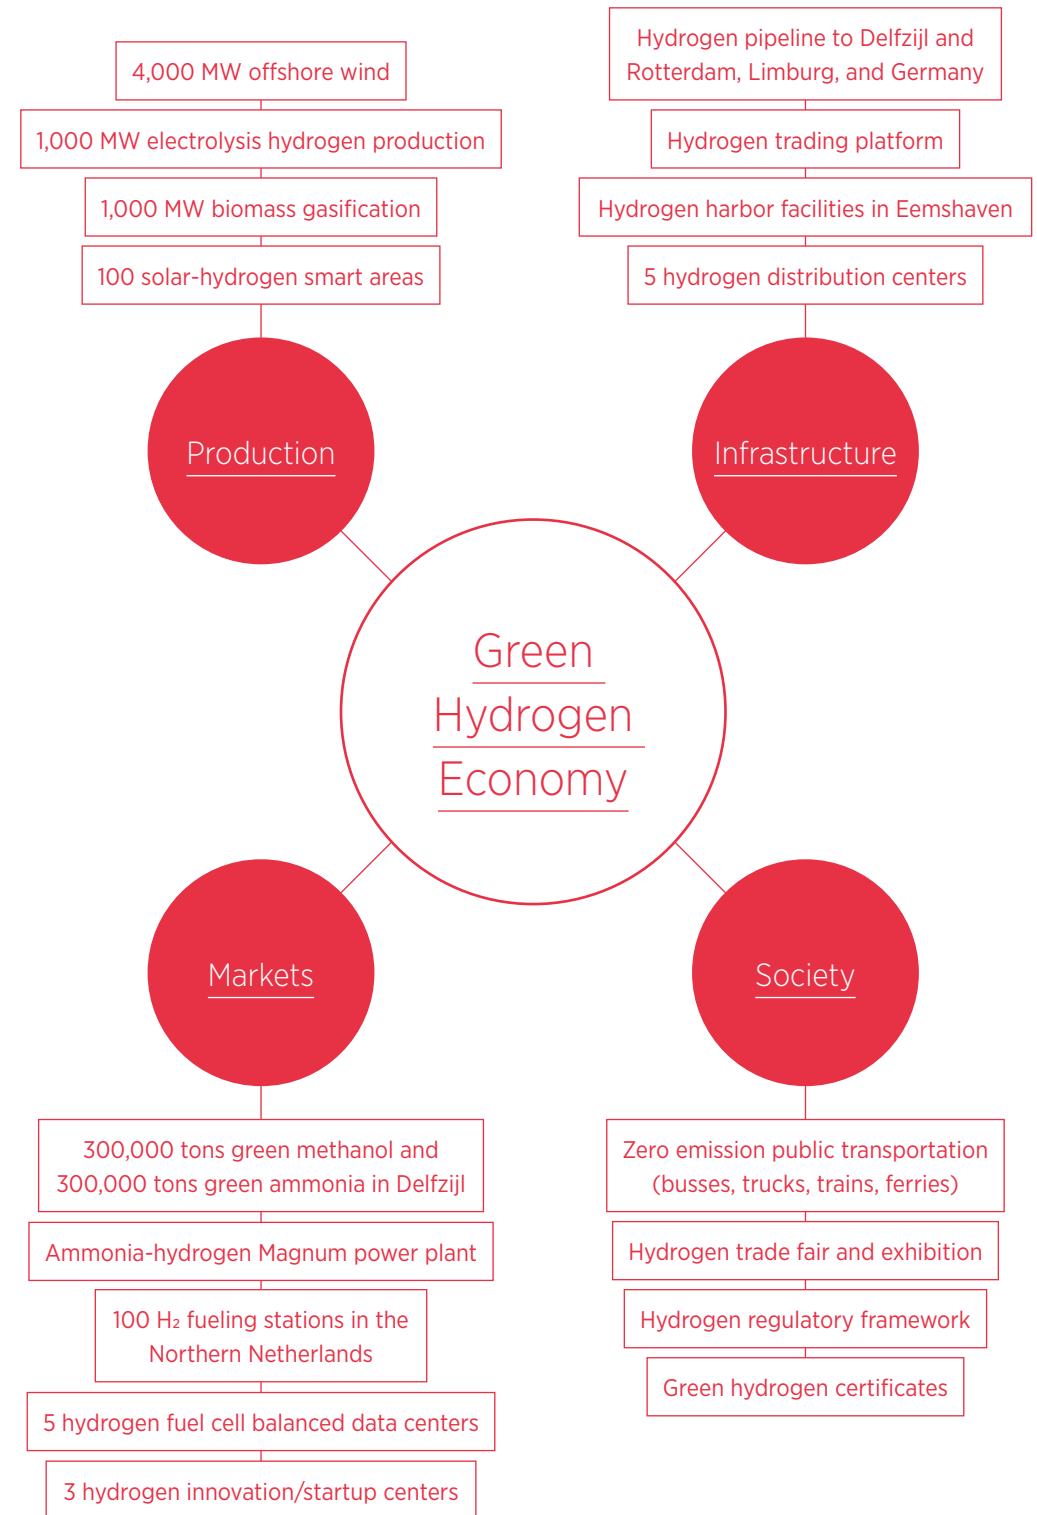 4,000 MW offshore wind
1,000 MW electrolysis hydrogen production
1,000 MW biomass gasification
100 solar-hydrogen smart areas
Production
Hydrogen pipeline to Delfzijl and
Rotterdam, Limburg, and Germany
Hydrogen trading platform
Hydrogen harbor facilities in Eemshaven
5 hydrogen distribution centers
Infrastructure
Green
Hydrogen
Economy
Markets
300,000 tons green methanol and
300,000 tons green ammonia in Delfzijl
Ammonia-hydrogen Magnum power plant
100 H₂ fueling stations in the
Northern Netherlands
5 hydrogen fuel cell balanced data centers
3 hydrogen innovation/startup centers
Society
Zero emission public transportation
(busses, trucks, trains, ferries)
Hydrogen trade fair and exhibition
Hydrogen regulatory framework
Green hydrogen certificates